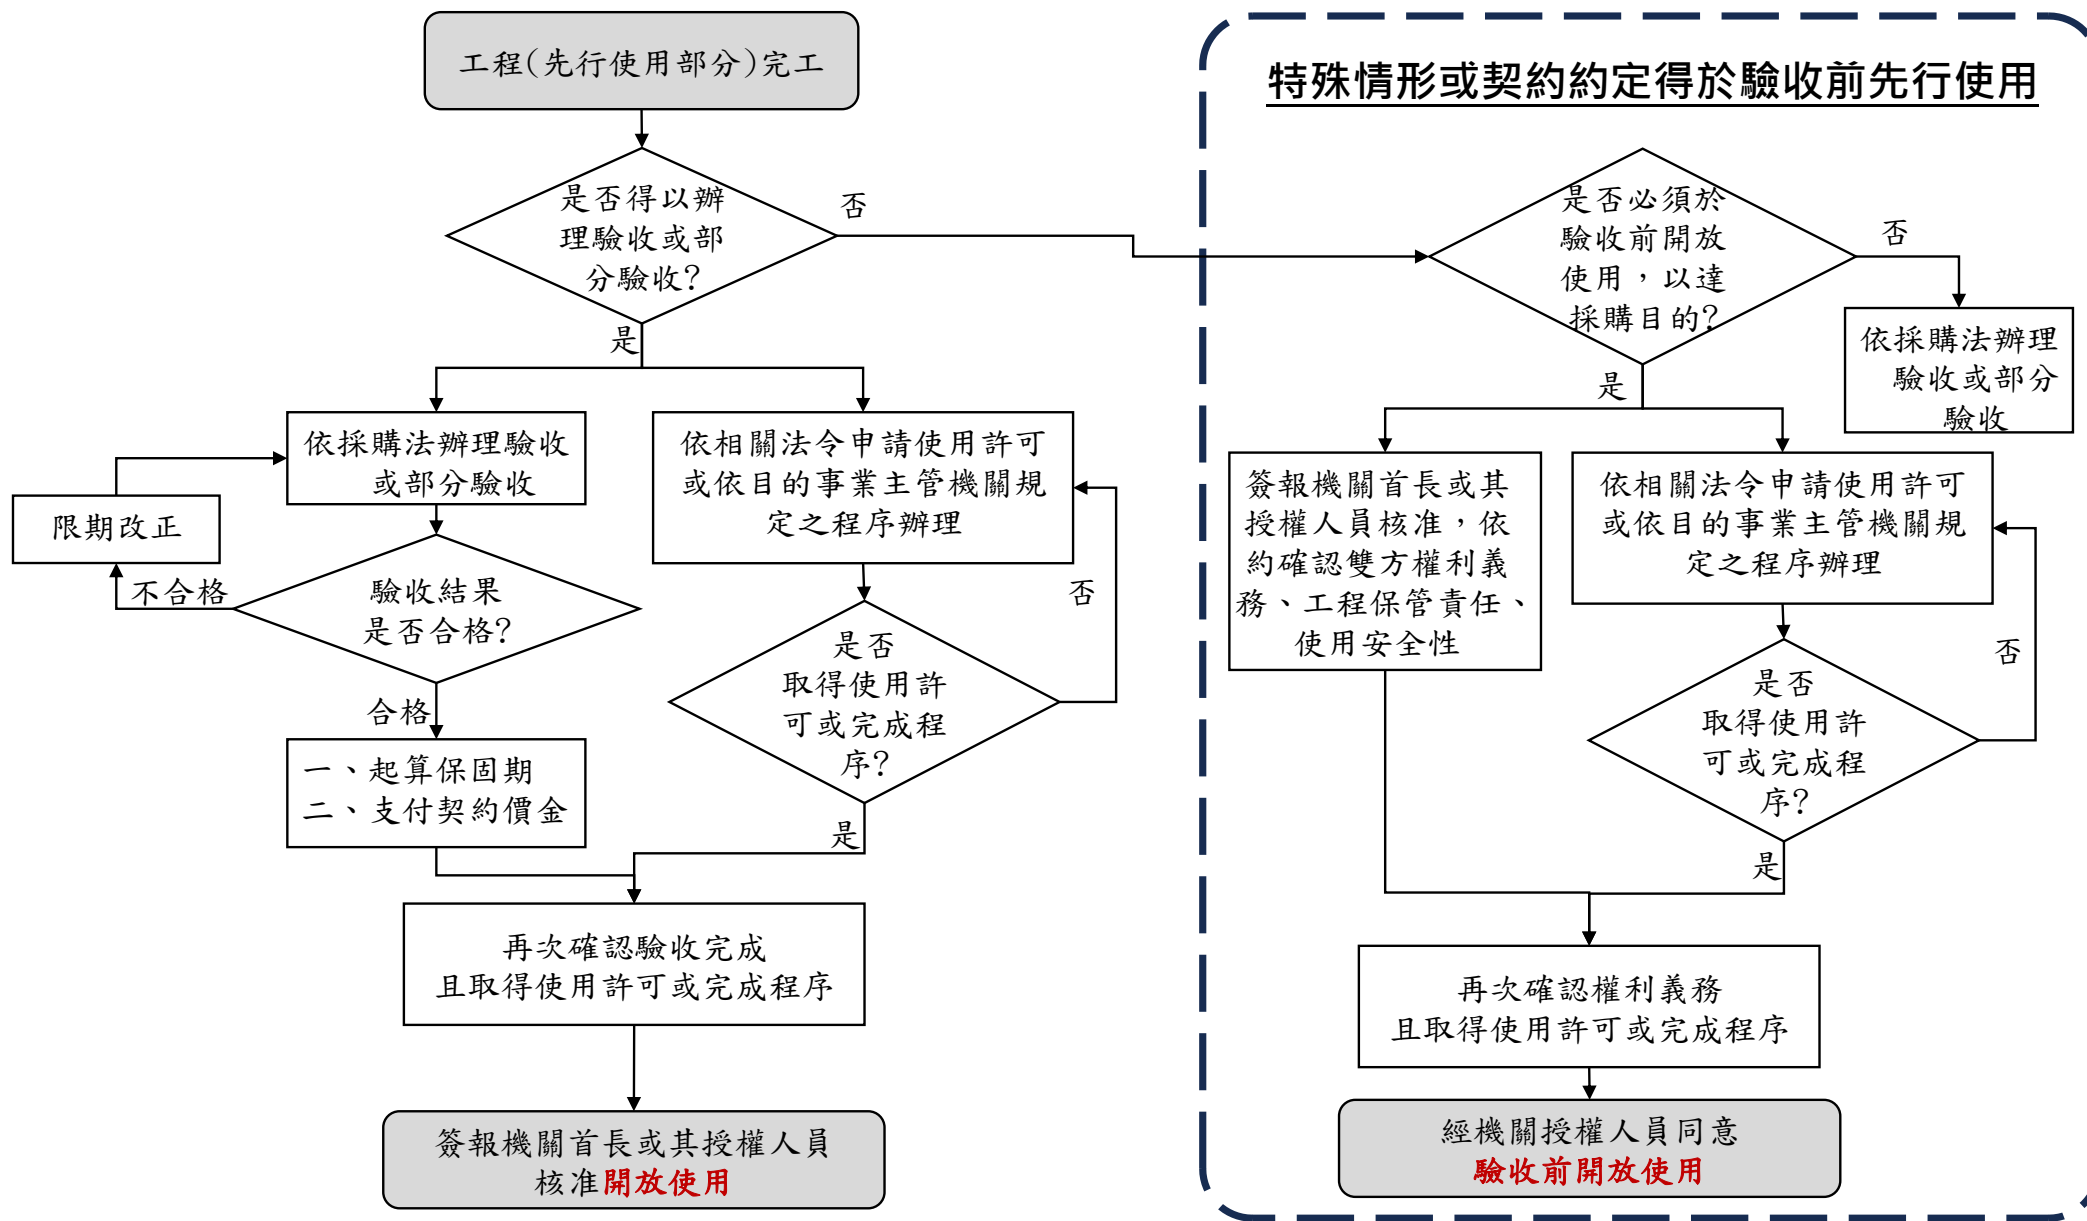 工程(先行使用部分)完工
是否得以辦
理驗收或部
分驗收?
否
是
依採購法辦理驗收
或部分驗收
限期改正
不合格
驗收結果
是否合格?
合格
一、起算保固期
二、支付契約價金
依相關法令申請使用許可
或依目的事業主管機關規
定之程序辦理
否
是否
取得使用許
可或完成程
序?
是
再次確認驗收完成
且取得使用許可或完成程序
簽報機關首長或其授權人員
核准開放使用
特殊情形或契約約定得於驗收前先行使用
是否必須於
驗收前開放
使用,以達
採購目的?
否
依採購法辦理
驗收或部分
驗收
是
簽報機關首長或其
授權人員核准,依
約確認雙方權利義
務、工程保管責任、
使用安全性
依相關法令申請使用許可
或依目的事業主管機關規
定之程序辦理
否
是否
取得使用許
可或完成程
序?
是
再次確認權利義務
且取得使用許可或完成程序
經機關授權人員同意
驗收前開放使用